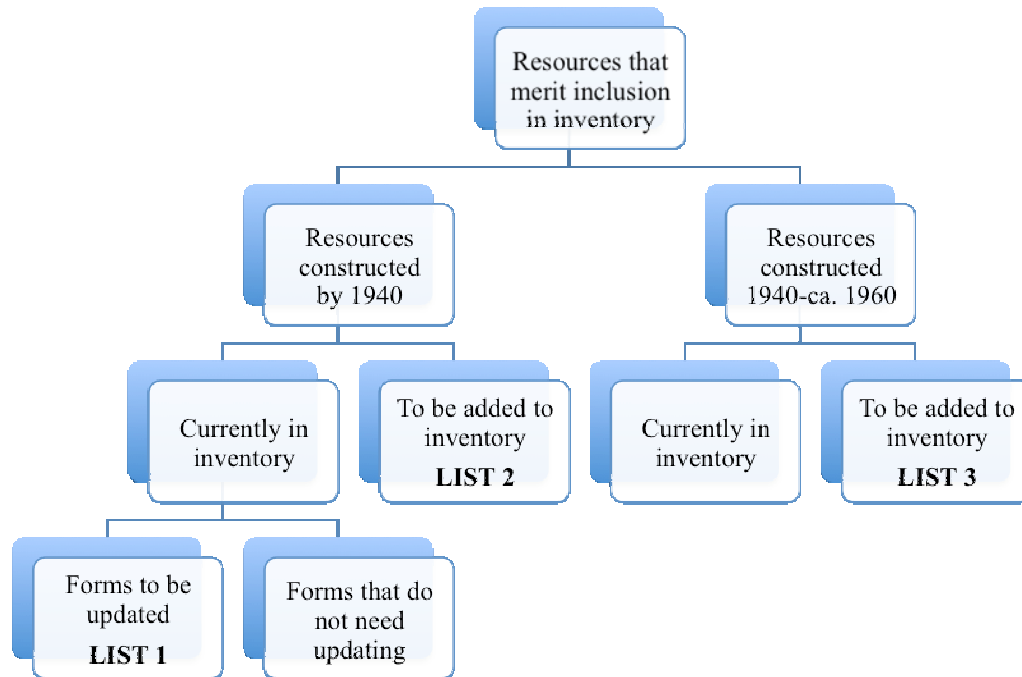 Resources that
merit inclusion
in inventory
Resources
constructed
by 1940
Resources
constructed
1940-ca. 1960
Currently in
inventory
To be added to
inventory
LIST 2
Currently in
inventory
To be added to
inventory
LIST 3
Forms to be
updated
LIST 1
Forms that do
not need
updating